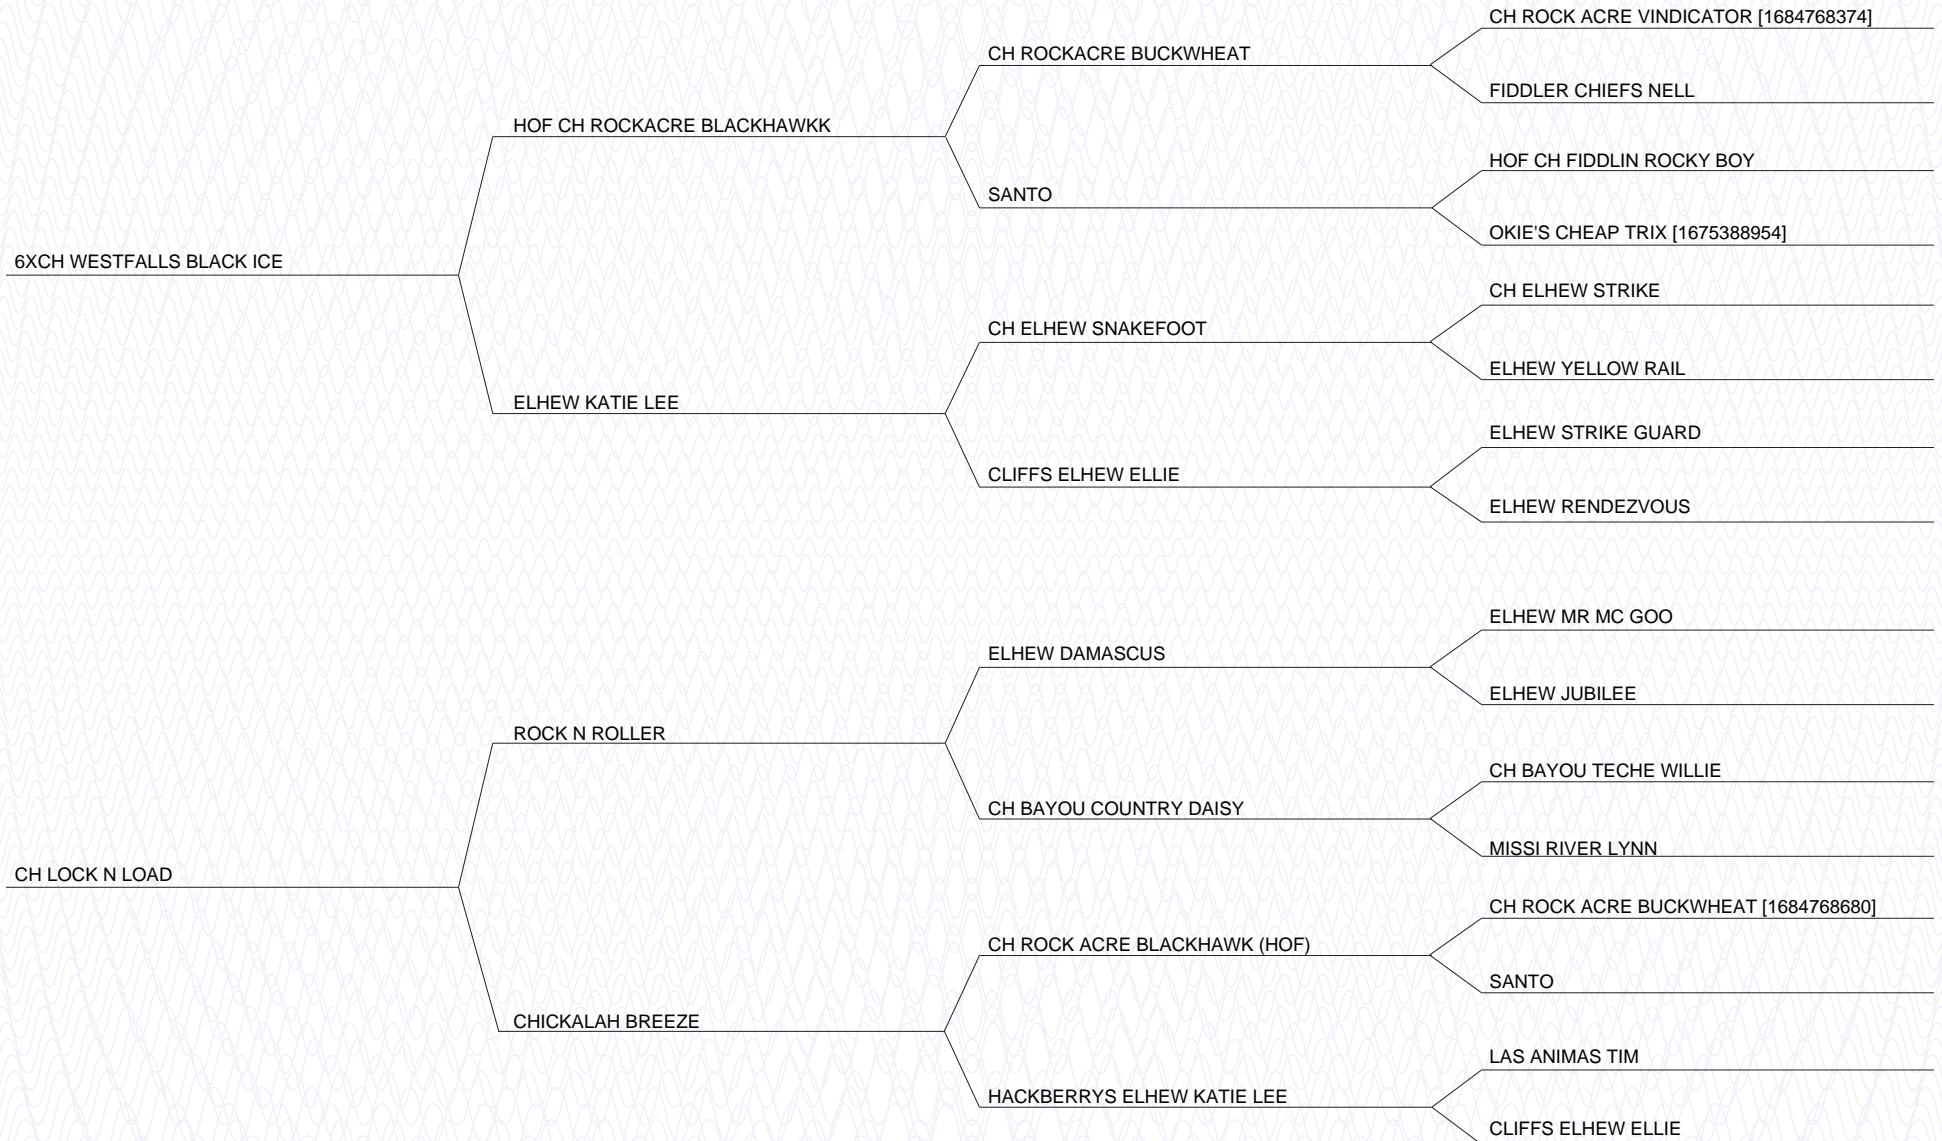 CH ROCK ACRE VINDICATOR [1684768374]
CH ROCKACRE BUCKWHEAT
FIDDLER CHIEFS NELL
HOF CH ROCKACRE BLACKHAWKK
HOF CH FIDDLIN ROCKY BOY
SANTO
OKIE'S CHEAP TRIX [1675388954]
6XCH WESTFALLS BLACK ICE
CH ELHEW STRIKE
CH ELHEW SNAKEFOOT
ELHEW YELLOW RAIL
ELHEW KATIE LEE
ELHEW STRIKE GUARD
CLIFFS ELHEW ELLIE
ELHEW RENDEZVOUS
ELHEW MR MC GOO
ELHEW DAMASCUS
ELHEW JUBILEE
ROCK N ROLLER
CH BAYOU TECHE WILLIE
CH BAYOU COUNTRY DAISY
MISSI RIVER LYNN
CH LOCK N LOAD
CH ROCK ACRE BUCKWHEAT [1684768680]
CH ROCK ACRE BLACKHAWK (HOF)
SANTO
CHICKALAH BREEZE
LAS ANIMAS TIM
HACKBERRYS ELHEW KATIE LEE
CLIFFS ELHEW ELLIE